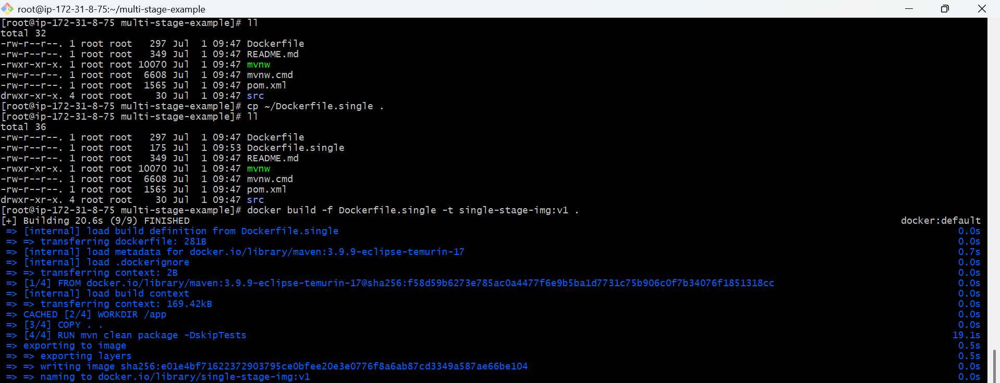 root@ip-172-31-8-75:~/multi-stage-example
[root@ip-172-31-8-75 multi-stage-example]# ll
total 32
-rw-r--r--. 1 root root   297 Jul  1 09:47 Dockerfile
-rw-r--r--. 1 root root   349 Jul  1 09:47 README.md
-rwxr-xr-x. 1 root root 10070 Jul  1 09:47 mvnw
-rw-r--r--. 1 root root  6608 Jul  1 09:47 mvnw.cmd
-rw-r--r--. 1 root root  1565 Jul  1 09:47 pom.xml
drwxr-xr-x. 4 root root    30 Jul  1 09:47 src
[root@ip-172-31-8-75 multi-stage-example]# cp ~/Dockerfile.single .
[root@ip-172-31-8-75 multi-stage-example]# ll
total 36
-rw-r--r--. 1 root root   297 Jul  1 09:47 Dockerfile
-rw-r--r--. 1 root root   175 Jul  1 09:53 Dockerfile.single
-rw-r--r--. 1 root root   349 Jul  1 09:47 README.md
-rwxr-xr-x. 1 root root 10070 Jul  1 09:47 mvnw
-rw-r--r--. 1 root root  6608 Jul  1 09:47 mvnw.cmd
-rw-r--r--. 1 root root  1565 Jul  1 09:47 pom.xml
drwxr-xr-x. 4 root root    30 Jul  1 09:47 src
[root@ip-172-31-8-75 multi-stage-example]# docker build -f Dockerfile.single -t single-stage-img:v1 .
[+] Building 20.6s (9/9) FINISHED docker:default
=> [internal] load build definition from Dockerfile.single 0.0s
=> => transferring dockerfile: 281B 0.0s
=> [internal] load metadata for docker.io/library/maven:3.9.9-eclipse-temurin-17 0.7s
=> [internal] load .dockerignore 0.0s
=> => transferring context: 2B 0.0s
=> [1/4] FROM docker.io/library/maven:3.9.9-eclipse-temurin-17@sha256:f58d59b6273e785ac0a4477f6e9b5ba1d7731c75b906c0f7b34076f1851318cc 0.0s
=> [internal] load build context 0.0s
=> => transferring context: 169.42kB 0.0s
=> CACHED [2/4] WORKDIR /app 0.0s
=> [3/4] COPY . . 0.0s
=> [4/4] RUN mvn clean package -DskipTests 19.1s
=> exporting to image 0.5s
=> => exporting layers 0.5s
=> => writing image sha256:e01e4bf71622372903795ce0bfee20e3e0776f8a6ab87cd3349a587ae66be104 0.0s
=> => naming to docker.io/library/single-stage-img:v1 0.0s